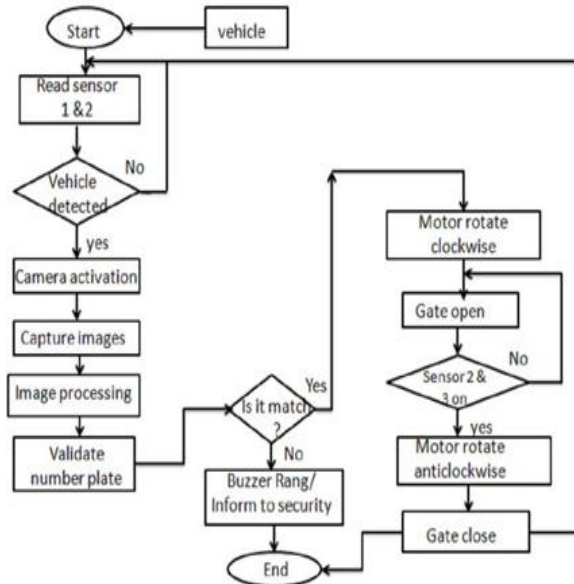 Start
vehicle
Read sensor
1 &2
No
Vehicle
detected
yes
Camera activation
Capture images
Image processing
Validate
number plate
Is it match
?
Yes
No
Buzzer Rang/
Inform to security
End
Motor rotate
clockwise
Gate open
No
Sensor 2 &
3 on
yes
Motor rotate
anticlockwise
Gate close